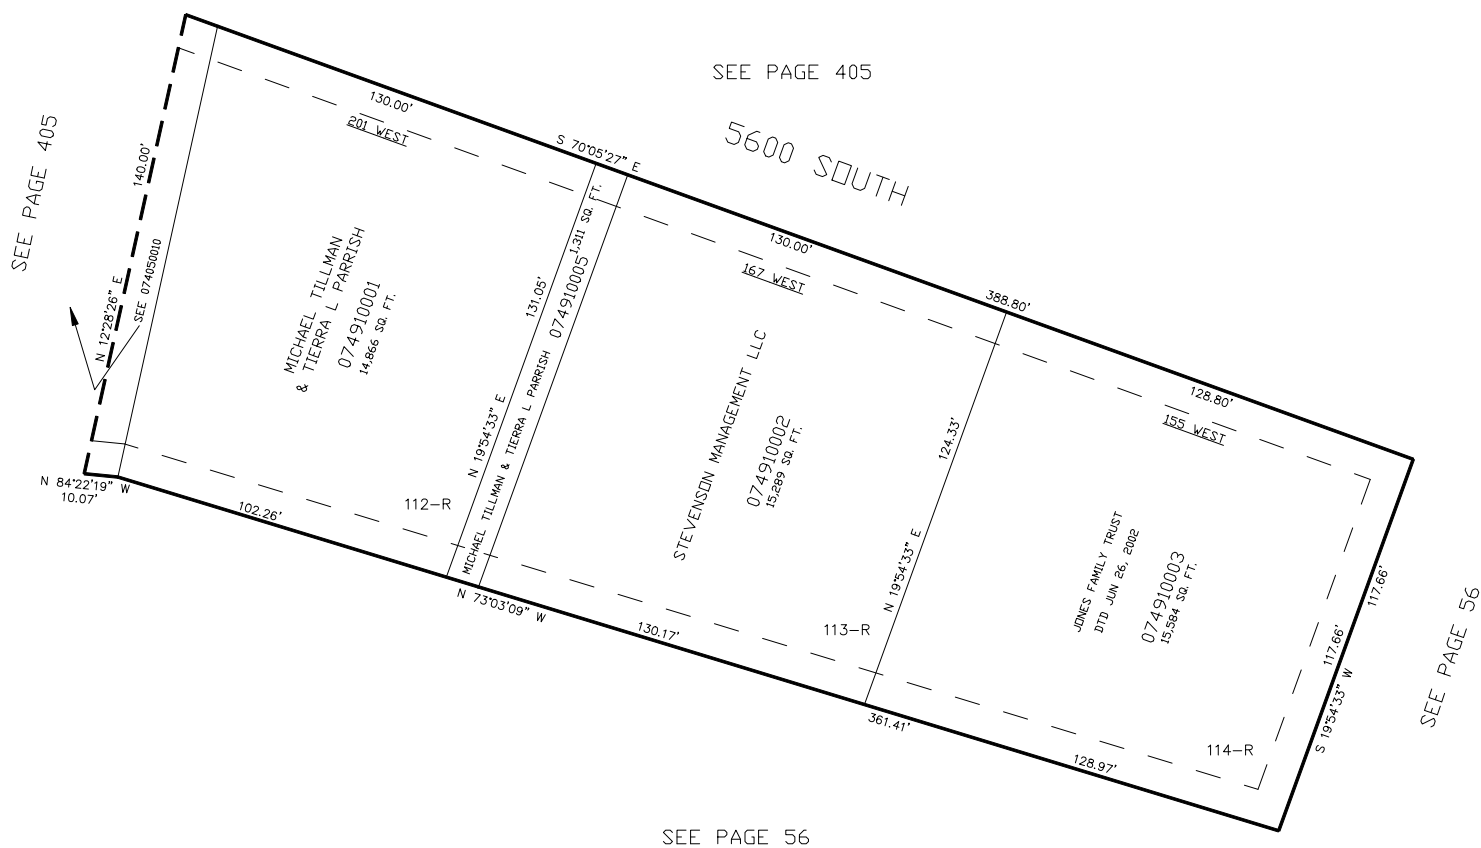 SEE PAGE 405
5600 SOUTH
SEE PAGE 405
130.00'
201 WEST
S 70°05'27" E
140.00'
N 12°28'26" E
SEE 074050010
MICHAEL TILLMAN
& TIERRA L PARRISH
074910001
14,866 SQ. FT.
131.05'
N 19°54'33" E
1,311 SQ. FT.
074910005
MICHAEL TILLMAN & TIERRA L PARRISH
130.00'
167 WEST
388.80'
STEVENSON MANAGEMENT LLC
074910002
15,289 SQ. FT.
124.33'
N 19°54'33" E
128.80'
155 WEST
JONES FAMILY TRUST
DTD JUN 26, 2002
074910003
15,584 SQ. FT.
117.66'
117.66'
S 19°54'33" W
SEE PAGE 56
N 84°22'19" W
10.07'
102.26'
112-R
N 73°03'09" W
130.17'
113-R
361.41'
128.97'
114-R
SEE PAGE 56